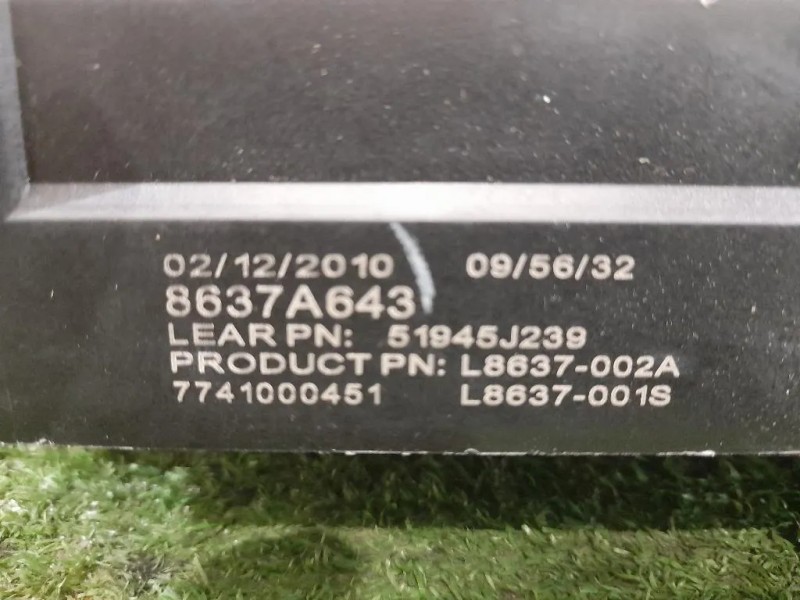 02/12/2010 09/56/32
8637A643
LEAR PN: 51945J239
PRODUCT PN: L8637-002A
7741000451 L8637-001S